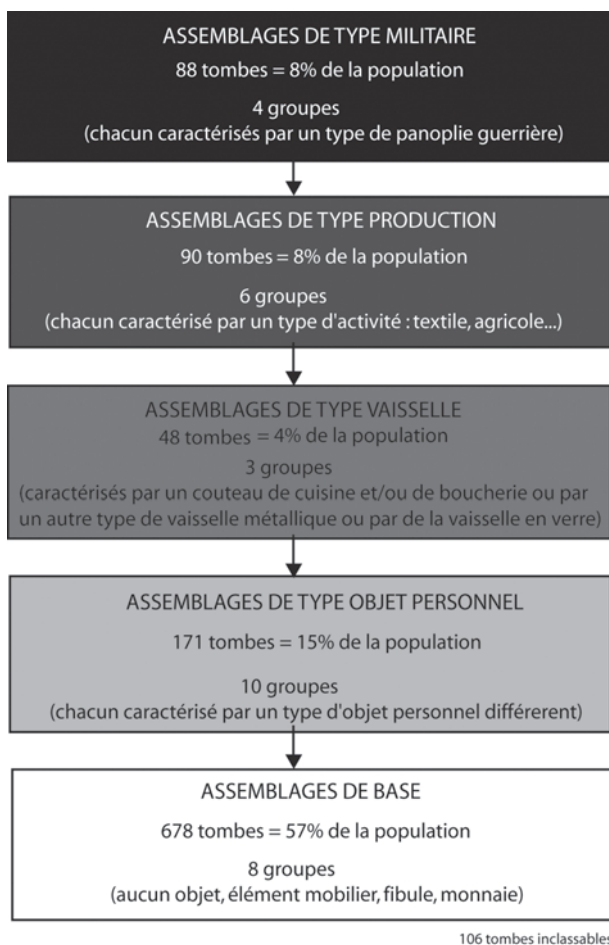 ASSEMBLAGES DE TYPE MILITAIRE
88 tombes = 8% de la population
4 groupes
(chacun caractérisés par un type de panoplie guerrière)
ASSEMBLAGES DE TYPE PRODUCTION
90 tombes = 8% de la population
6 groupes
(chacun caractérisé par un type d'activité : textile, agricole...)
ASSEMBLAGES DE TYPE VAISSELLE
48 tombes = 4% de la population
3 groupes
(caractérisés par un couteau de cuisine et/ou de boucherie ou par
un autre type de vaisselle métallique ou par de la vaisselle en verre)
ASSEMBLAGES DE TYPE OBJET PERSONNEL
171 tombes = 15% de la population
10 groupes
(chacun caractérisé par un type d'objet personnel différerent)
ASSEMBLAGES DE BASE
678 tombes = 57% de la population
8 groupes
(aucun objet, élément mobilier, fibule, monnaie)
106 tombes inclassables